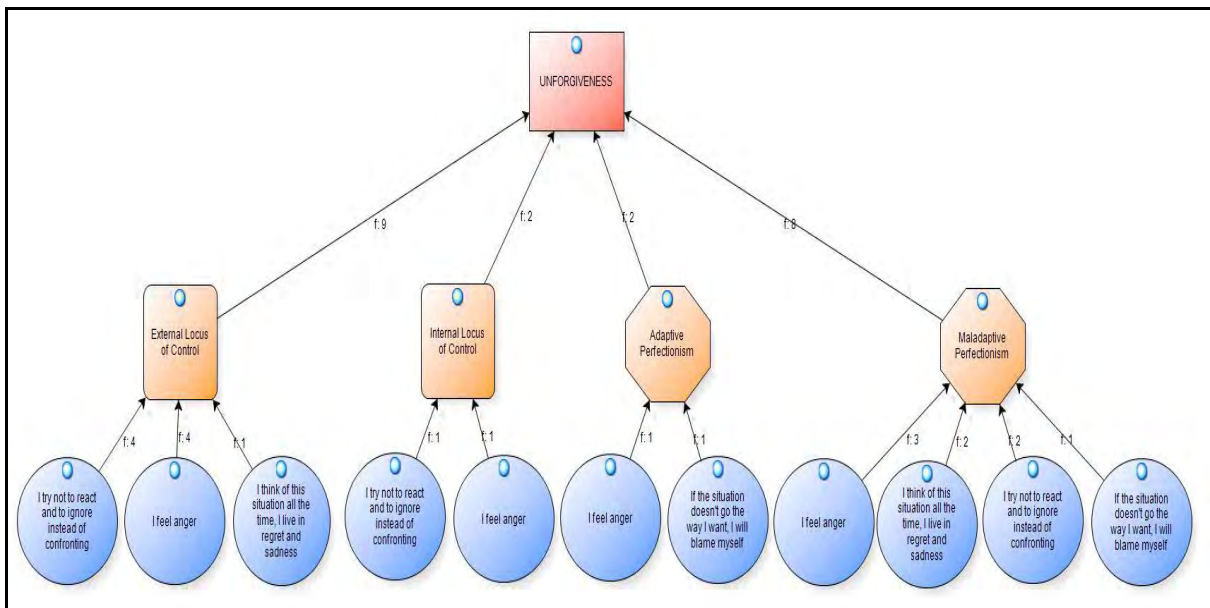 UNFORGIVENESS
f: 9
f: 2
f: 2
f: 8
External Locus
of Control
Internal Locus
of Control
Adaptive
Perfectionism
Maladaptive
Perfectionism
f: 4
f: 4
f: 1
f: 1
f: 1
f: 1
f: 1
f: 3
f: 2
f: 2
f: 1
I try not to react
and to ignore
instead of
confronting
I feel anger
I think of this
situation all the
time, I live in
regret and
sadness
I try not to react
and to ignore
instead of
confronting
I feel anger
I feel anger
If the situation
doesn't go the
way I want, I will
blame myself
I feel anger
I think of this
situation all the
time, I live in
regret and
sadness
I try not to react
and to ignore
instead of
confronting
If the situation
doesn't go the
way I want, I will
blame myself